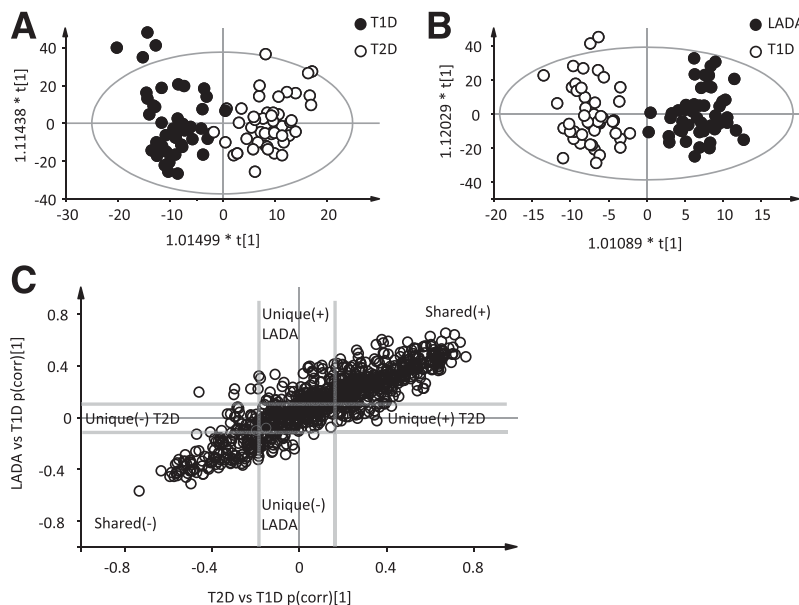 A
T1D
T2D
1.11438 * t[1]
40
20
0
-20
-40
-30
-20
-10
0
10
20
1.01499 * t[1]
B
LADA
T1D
1.12029 * t[1]
40
20
0
-20
-40
-20
-15
-10
-5
0
5
10
15
1.01089 * t[1]
C
LADA vs T1D p(corr)[1]
0.8
0.4
0
-0.4
-0.8
Unique(+)
LADA
Shared(+)
Unique(-) T2D
Unique(+) T2D
Unique(-)
LADA
Shared(-)
-0.8
-0.4
0
0.4
0.8
T2D vs T1D p(corr)[1]